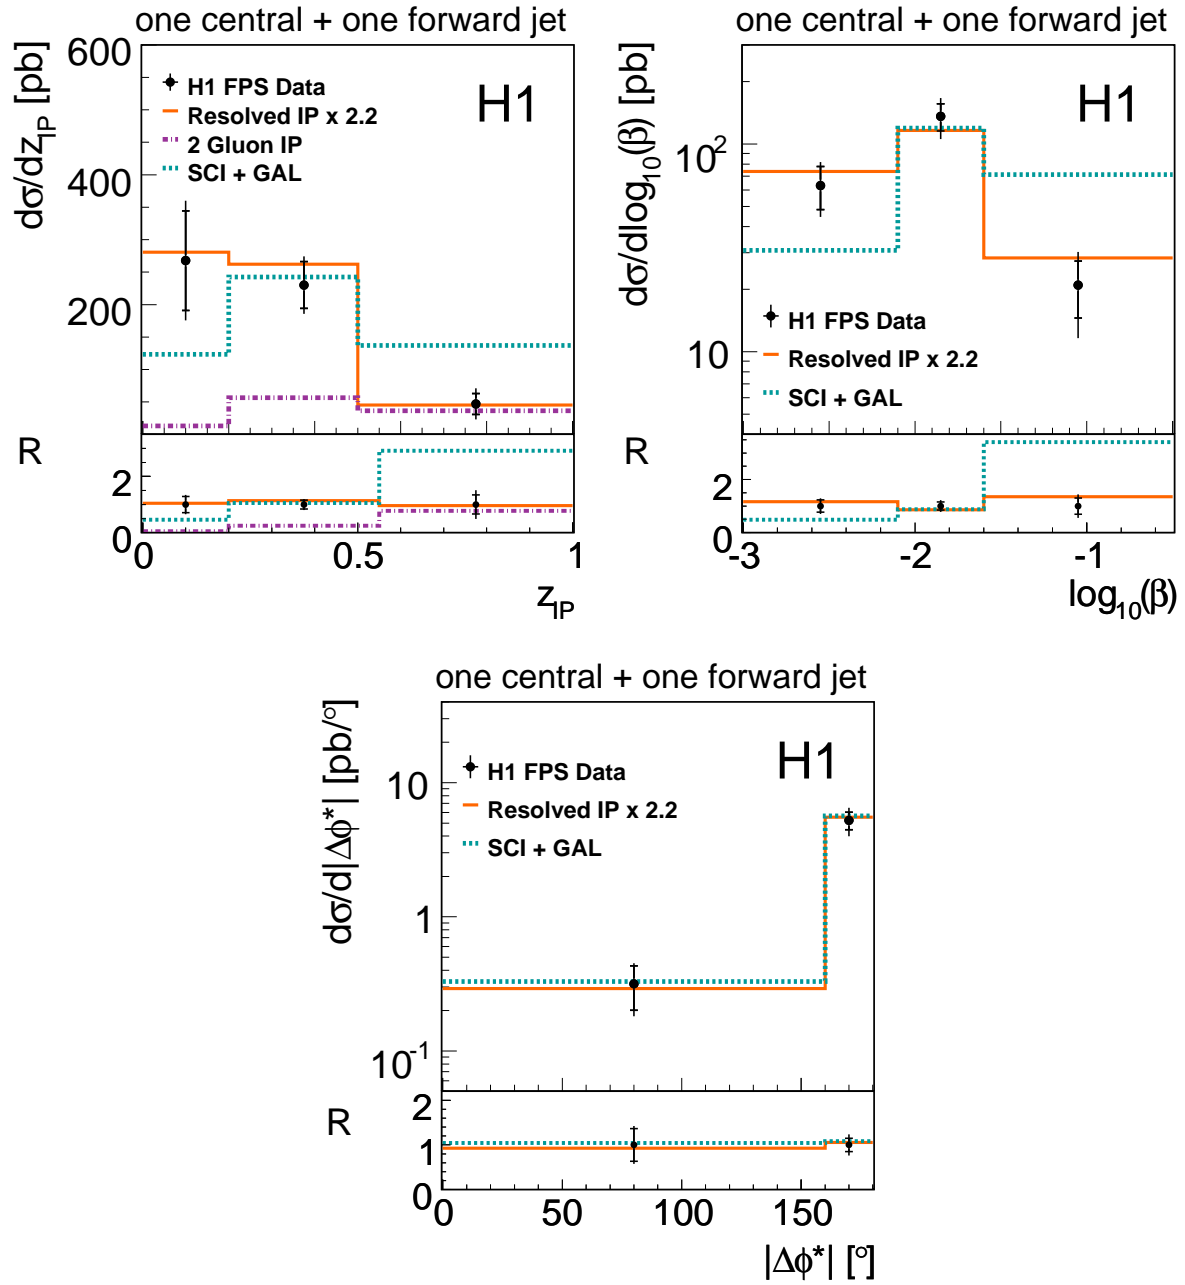 one central + one forward jet
dσ/dz_IP [pb]
600
400
200
H1
H1 FPS Data
Resolved IP x 2.2
2 Gluon IP
SCI + GAL
R
2
0
0 0.5 1
z_IP
one central + one forward jet
dσ/dlog₁₀(β) [pb]
10²
10
H1
H1 FPS Data
Resolved IP x 2.2
SCI + GAL
R
2
0
-3 -2 -1
log₁₀(β)
one central + one forward jet
dσ/d|Δϕ*| [pb/°]
10
1
10⁻¹
H1
H1 FPS Data
Resolved IP x 2.2
SCI + GAL
R
2
1
0
0 50 100 150
|Δϕ*| [°]